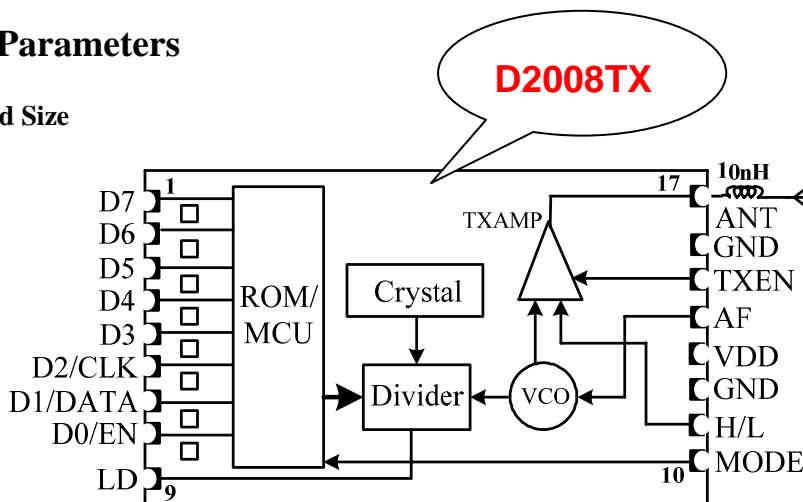 Parameters
D2008TX
d Size
1
D7
D6
D5
D4
D3
D2/CLK
D1/DATA
D0/EN
LD
9
ROM/
MCU
Crystal
Divider
VCO
TXAMP
17
10nH
ANT
GND
TXEN
AF
VDD
GND
H/L
MODE
10